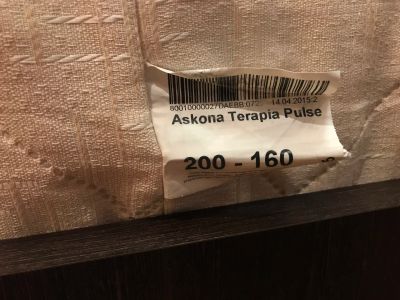 14.04.2015
Askona Terapia Pulse
200 - 160